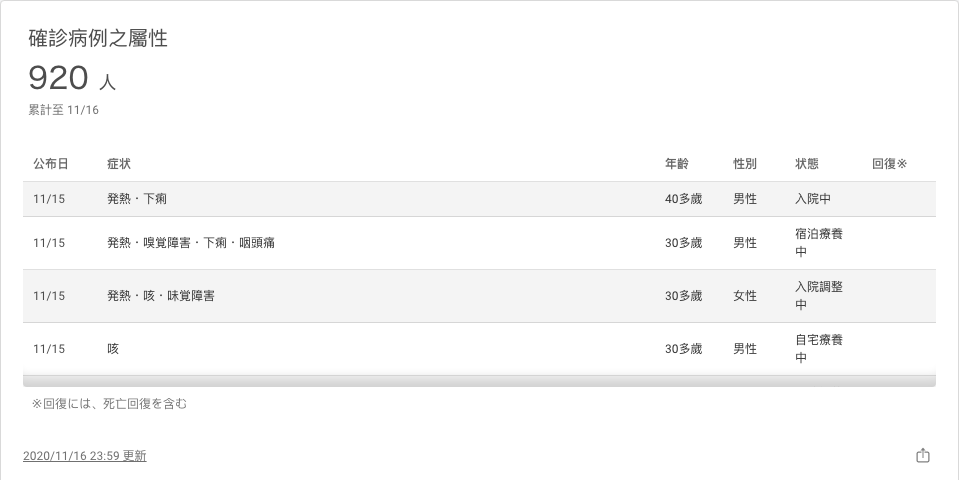 確診病例之屬性
920 人
累計至 11/16
公布日 症状 年齢 性別 状態 回復※
11/15 発熱・下痢 40多歲 男性 入院中
11/15 発熱・嗅覚障害・下痢・咽頭痛 30多歲 男性 宿泊療養
中
11/15 発熱・咳・味覚障害 30多歲 女性 入院調整
中
11/15 咳 30多歲 男性 自宅療養
中
※回復には、死亡回復を含む
2020/11/16 23:59 更新